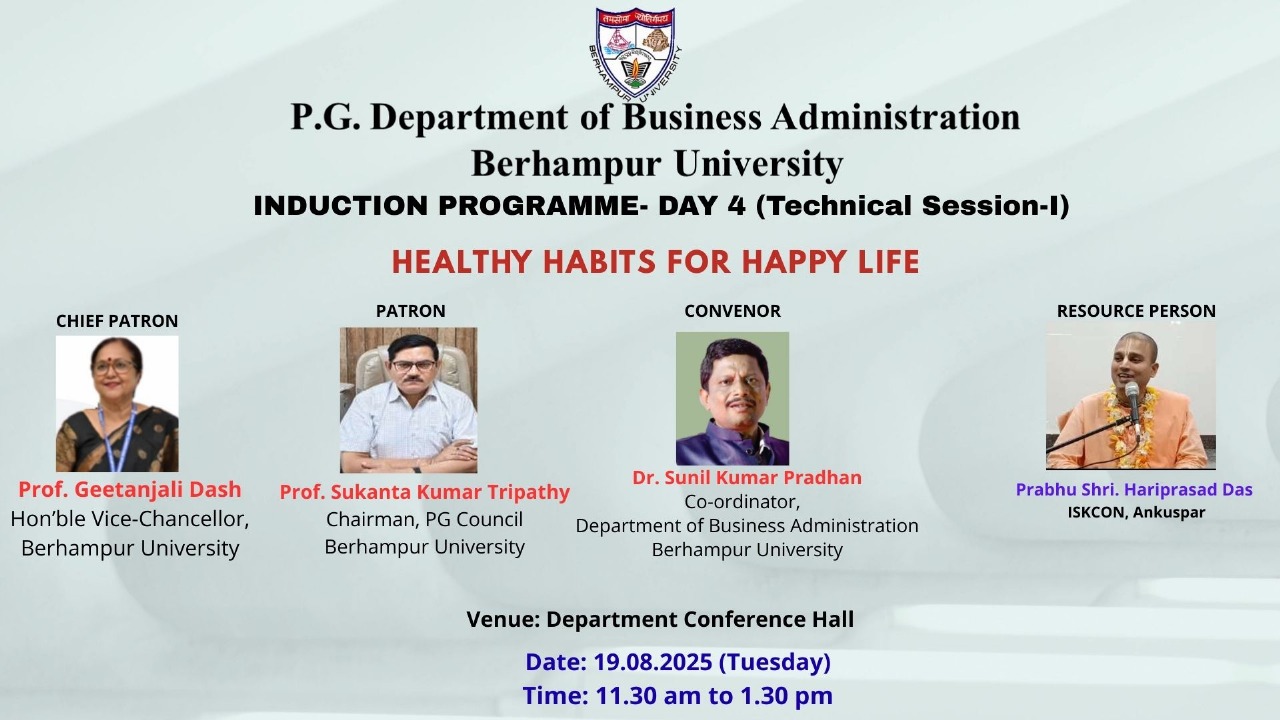 तमसोमा ज्योतिर्गमय
BERHAMPUR UNIVERSITY
P.G. Department of Business Administration
Berhampur University
INDUCTION PROGRAMME- DAY 4 (Technical Session-I)
HEALTHY HABITS FOR HAPPY LIFE
CHIEF PATRON
Prof. Geetanjali Dash
Hon’ble Vice-Chancellor,
Berhampur University
PATRON
Prof. Sukanta Kumar Tripathy
Chairman, PG Council
Berhampur University
CONVENOR
Dr. Sunil Kumar Pradhan
Co-ordinator,
Department of Business Administration
Berhampur University
RESOURCE PERSON
Prabhu Shri. Hariprasad Das
ISKCON, Ankuspar
Venue: Department Conference Hall
Date: 19.08.2025 (Tuesday)
Time: 11.30 am to 1.30 pm